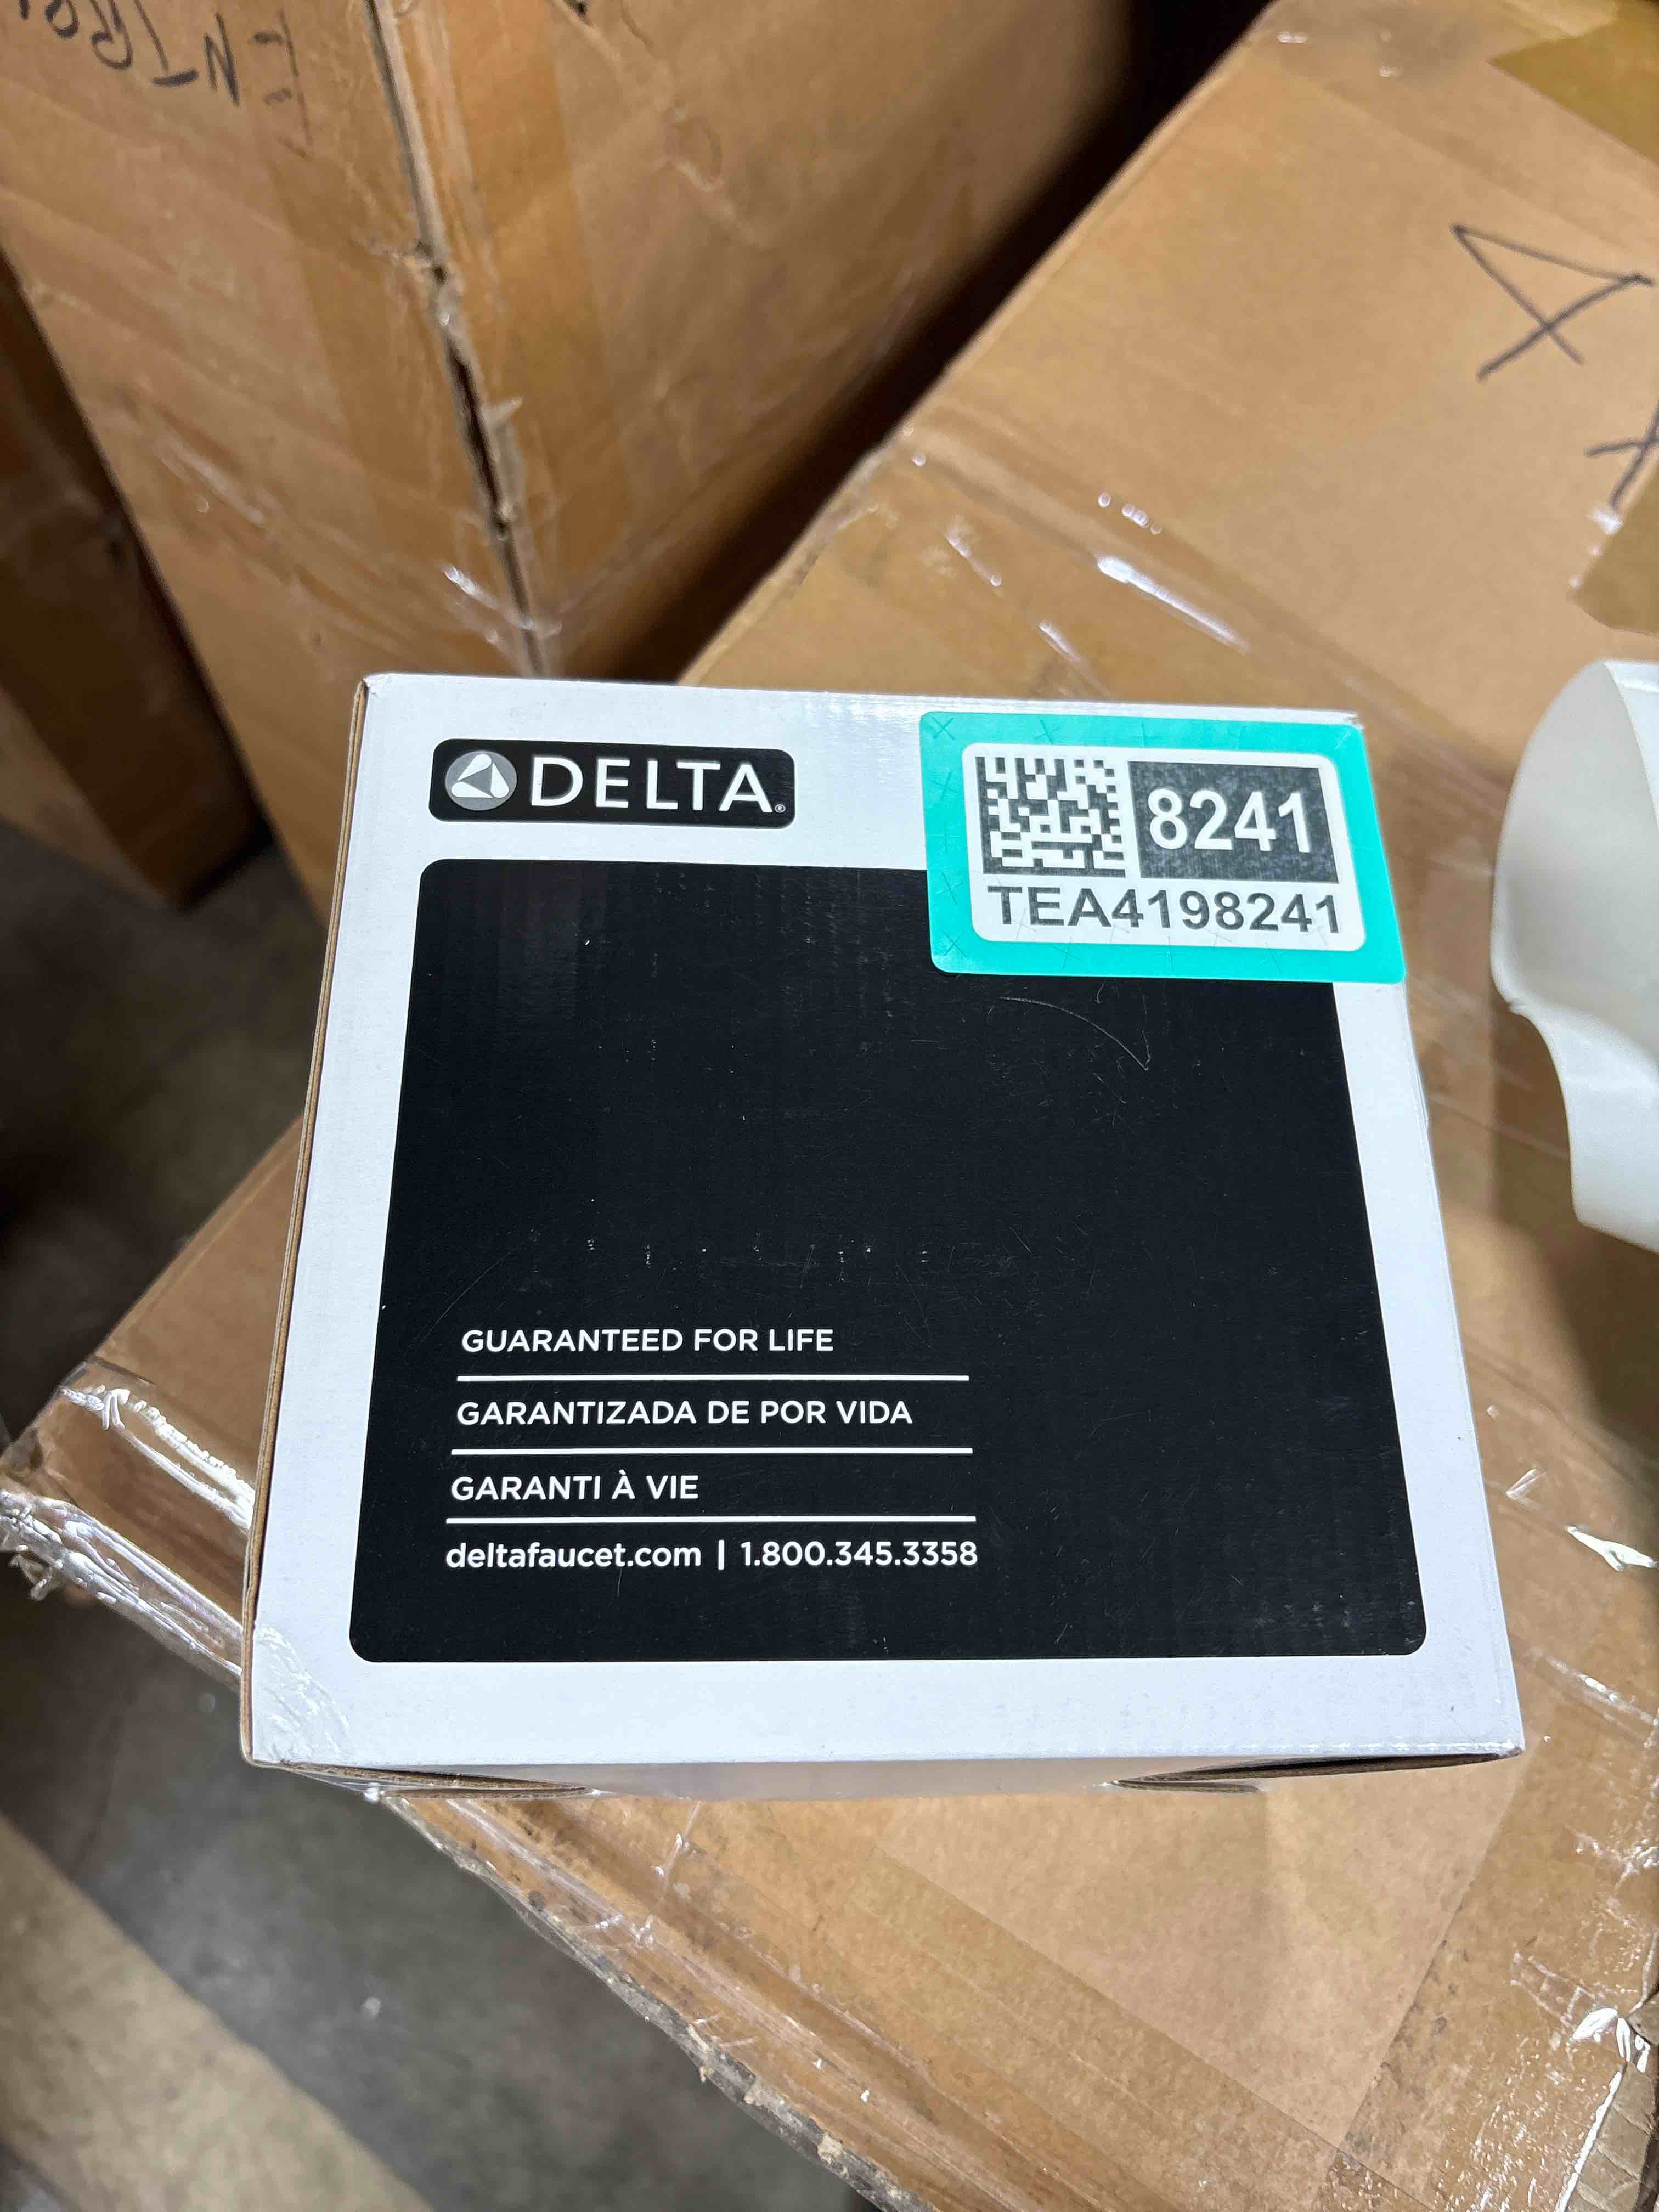 DELTA®
8241
TEA4198241
GUARANTEED FOR LIFE
GARANTIZADA DE POR VIDA
GARANTI À VIE
deltafaucet.com | 1.800.345.3358